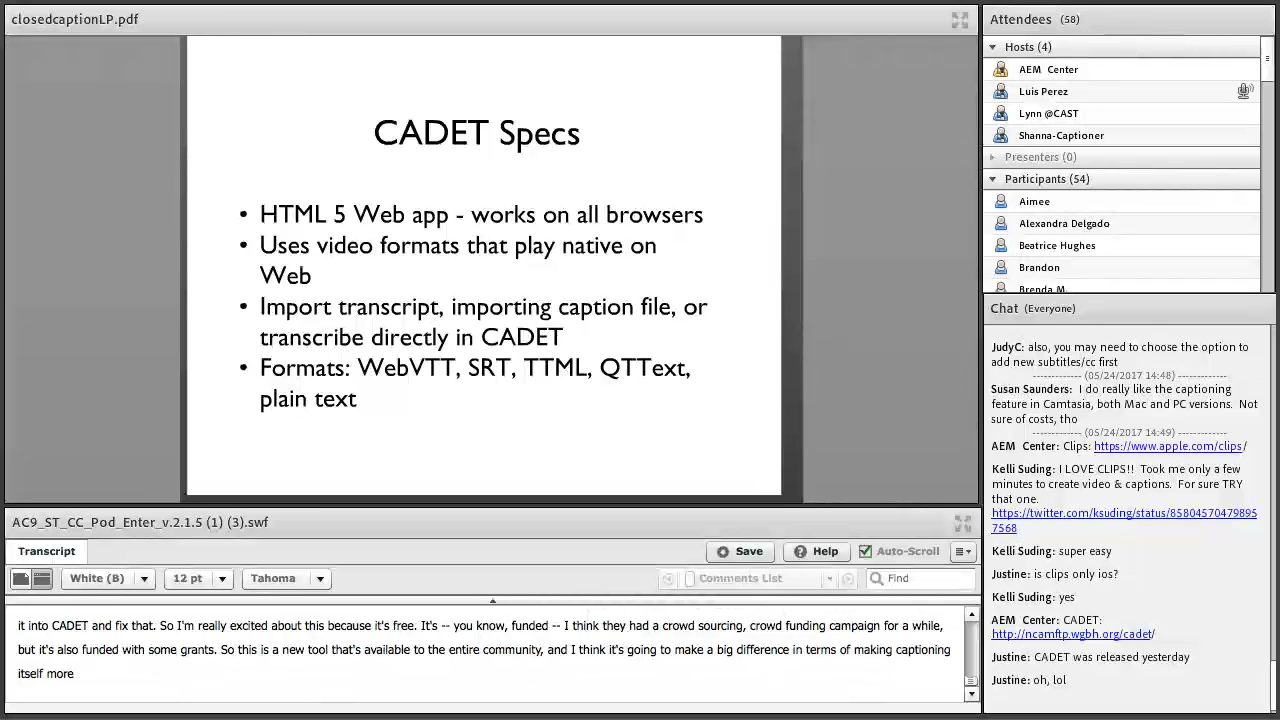 closedcaptionLP.pdf
CADET Specs
• HTML 5 Web app - works on all browsers
• Uses video formats that play native on
Web
• Import transcript, importing caption file, or
transcribe directly in CADET
• Formats: WebVTT, SRT, TTML, QTText,
plain text
AC9_ST_CC_Pod_Enter_v.2.1.5 (1) (3).swf
Transcript
Save
Help
Auto-Scroll
White (B)
12 pt
Tahoma
Comments List
Find
it into CADET and fix that. So I'm really excited about this because it's free. It's -- you know, funded -- I think they had a crowd sourcing, crowd funding campaign for a while,
but it's also funded with some grants. So this is a new tool that's available to the entire community, and I think it's going to make a big difference in terms of making captioning
itself more
Attendees (58)
Hosts (4)
AEM Center
Luis Perez
Lynn @CAST
Shanna-Captioner
Presenters (0)
Participants (54)
Aimee
Alexandra Delgado
Beatrice Hughes
Brandon
Brenda M.
Chat (Everyone)
JudyC: also, you may need to choose the option to
add new subtitles/cc first
------------- (05/24/2017 14:48) -------------
Susan Saunders: I do really like the captioning
feature in Camtasia, both Mac and PC versions. Not
sure of costs, tho
------------- (05/24/2017 14:49) -------------
AEM Center: Clips: https://www.apple.com/clips/
Kelli Suding: I LOVE CLIPS!! Took me only a few
minutes to create video & captions. For sure TRY
that one.
https://twitter.com/ksuding/status/85804570479895
7568
Kelli Suding: super easy
Justine: is clips only ios?
Kelli Suding: yes
AEM Center: CADET:
http://ncamftp.wgbh.org/cadet/
Justine: CADET was released yesterday
Justine: oh, lol